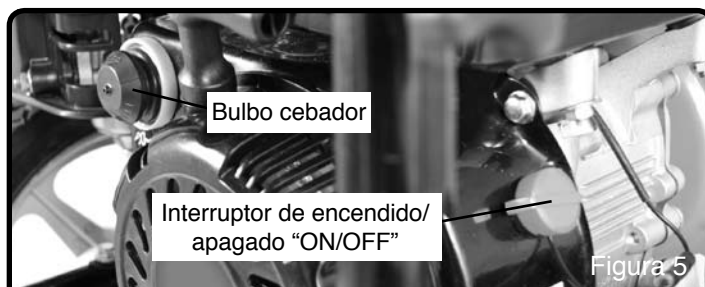 Bulbo cebador
Interruptor de encendido/
apagado “ON/OFF”
Figura 5